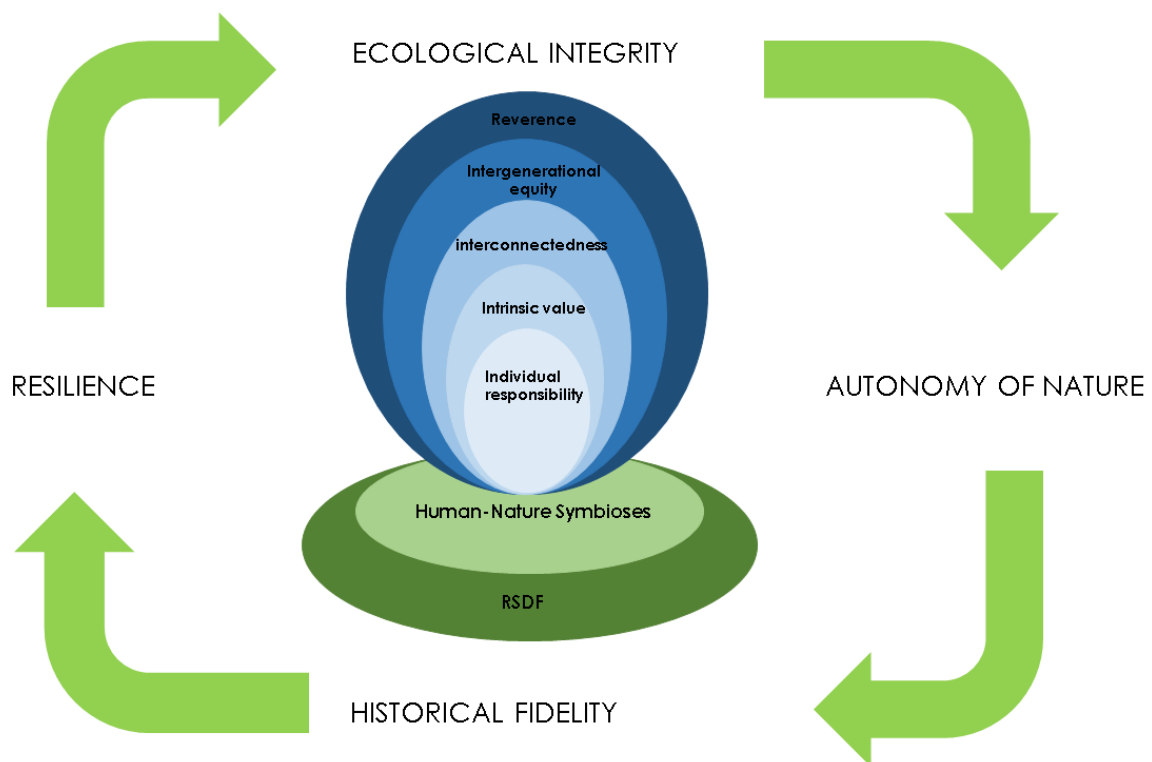 ECOLOGICAL INTEGRITY
Reverence
Intergenerational
equity
interconnectedness
Intrinsic value
Individual
responsibility
RESILIENCE
AUTONOMY OF NATURE
Human-Nature Symbioses
RSDF
HISTORICAL FIDELITY